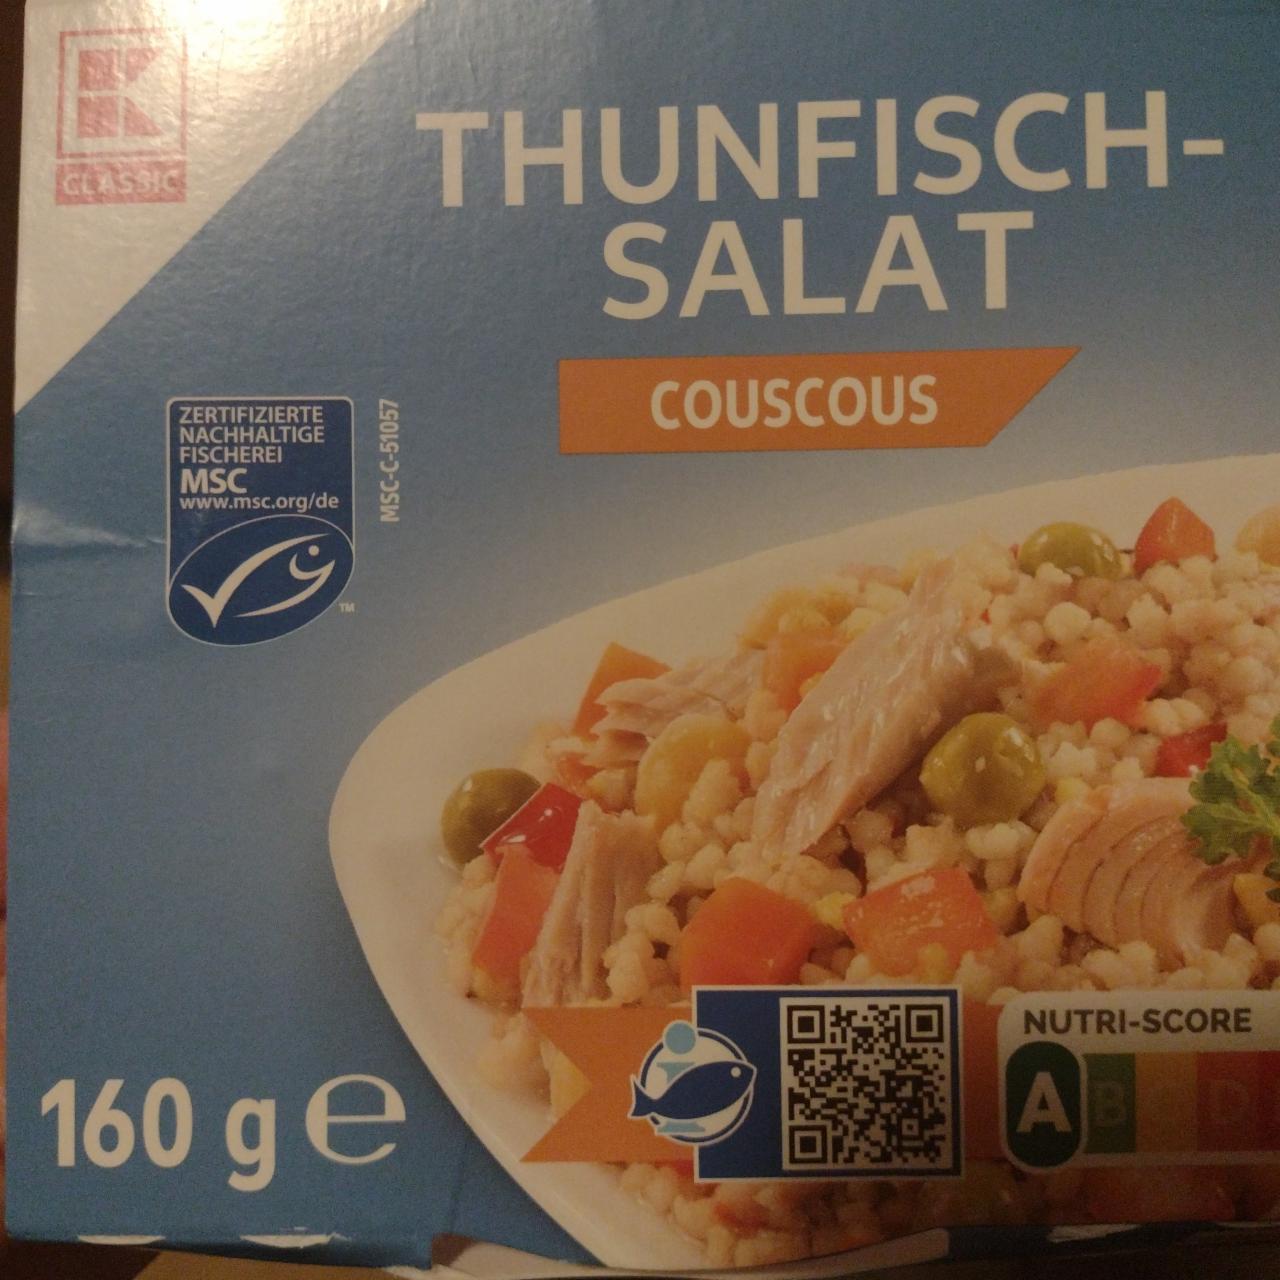 K
CLASSIC
THUNFISCH-
SALAT
COUSCOUS
ZERTIFIZIERTE
NACHHALTIGE
FISCHEREI
MSC
www.msc.org/de
TM
MSC-C-51057
160 g e
NUTRI-SCORE
A B C D